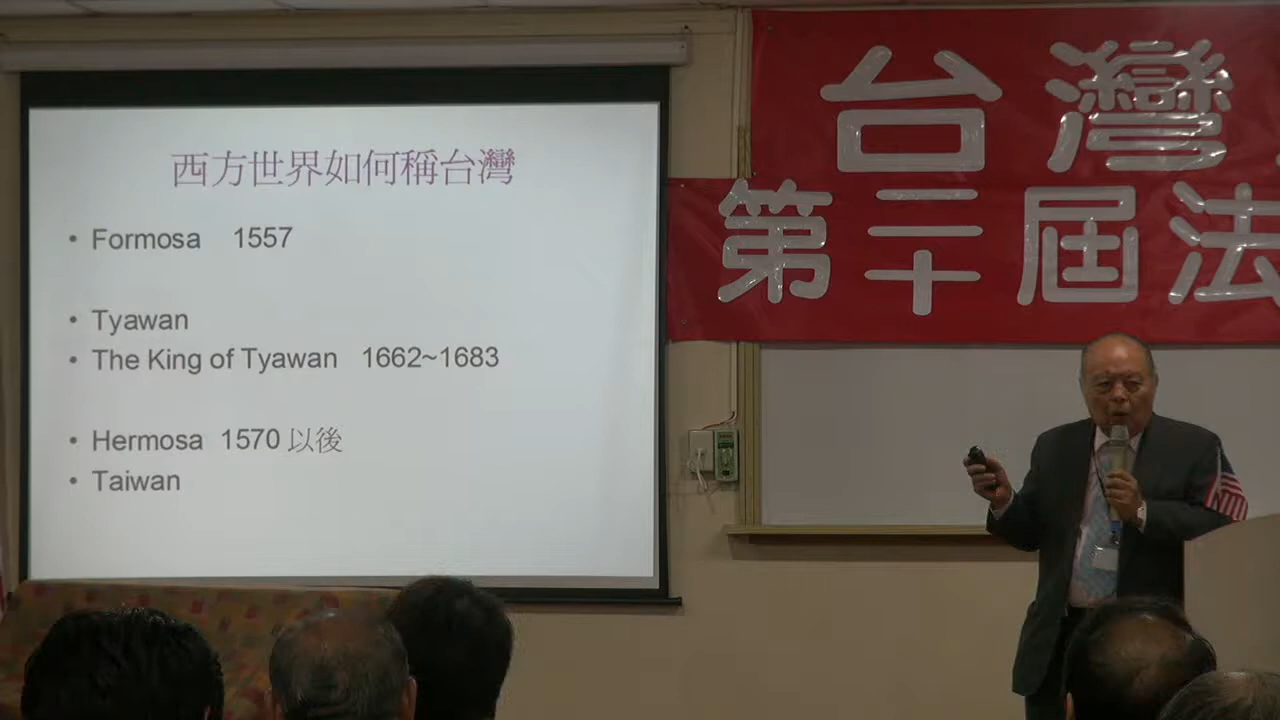 西方世界如何稱台灣
• Formosa 1557
• Tyawan
• The King of Tyawan 1662~1683
• Hermosa 1570 以後
• Taiwan
台灣
第三十屆法